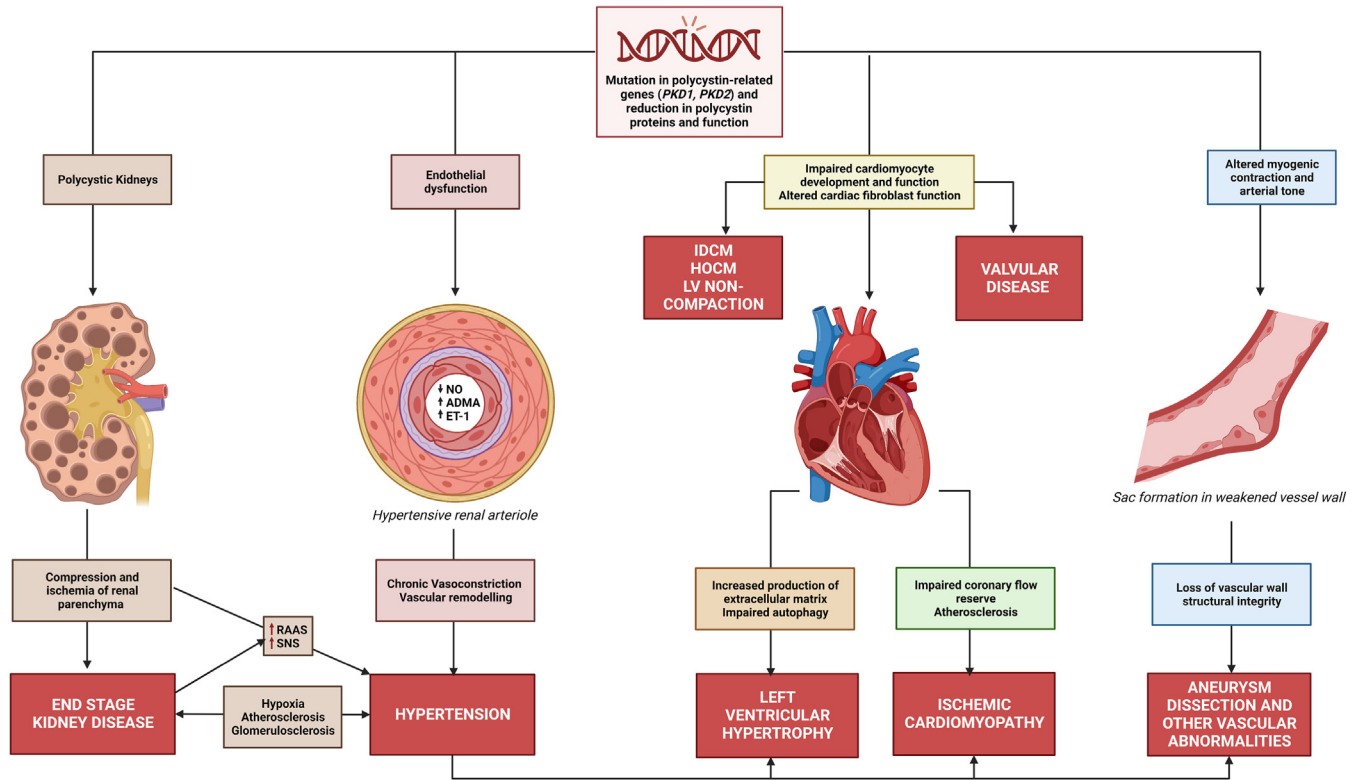 Mutation in polycystin-related
genes (PKD1, PKD2) and
reduction in polycystin
proteins and function
Polycystic Kidneys
Endothelial
dysfunction
Impaired cardiomyocyte
development and function
Altered cardiac fibroblast function
Altered myogenic
contraction and
arterial tone
IDCM
HOCM
LV NON-
COMPACTION
VALVULAR
DISEASE
↓ NO
↑ ADMA
↑ ET-1
Hypertensive renal arteriole
Sac formation in weakened vessel wall
Compression and
ischemia of renal
parenchyma
Chronic Vasoconstriction
Vascular remodelling
Increased production of
extracellular matrix
Impaired autophagy
Impaired coronary flow
reserve
Atherosclerosis
Loss of vascular wall
structural integrity
↑ RAAS
↑ SNS
END STAGE
KIDNEY DISEASE
Hypoxia
Atherosclerosis
Glomerulosclerosis
HYPERTENSION
LEFT
VENTRICULAR
HYPERTROPHY
ISCHEMIC
CARDIOMYOPATHY
ANEURYSM
DISSECTION AND
OTHER VASCULAR
ABNORMALITIES